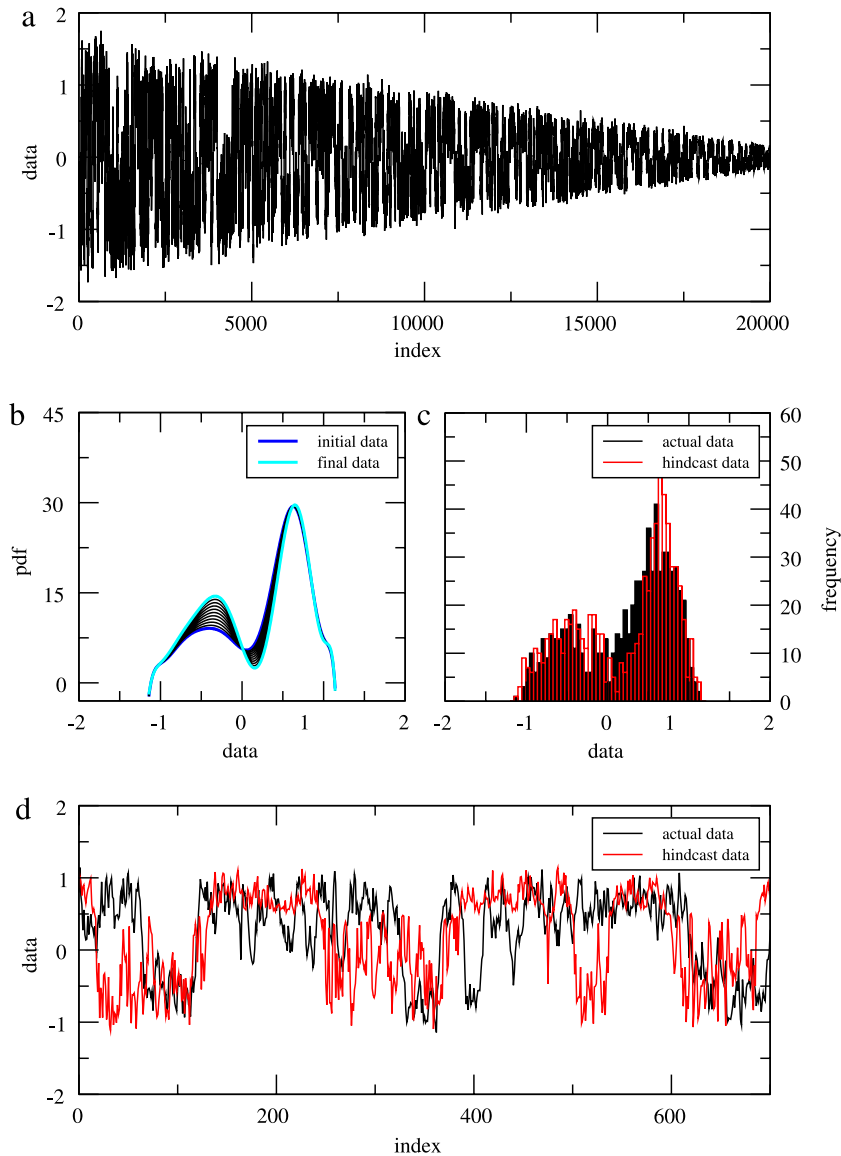 a
2
1
0
-1
-2
data
0
5000
10000
15000
20000
index
b
45
30
15
0
pdf
initial data
final data
-2
-1
0
1
2
data
c
actual data
hindcast data
60
50
40
30
20
10
0
frequency
-2
-1
0
1
2
data
d
2
1
0
-1
-2
data
actual data
hindcast data
0
200
400
600
index